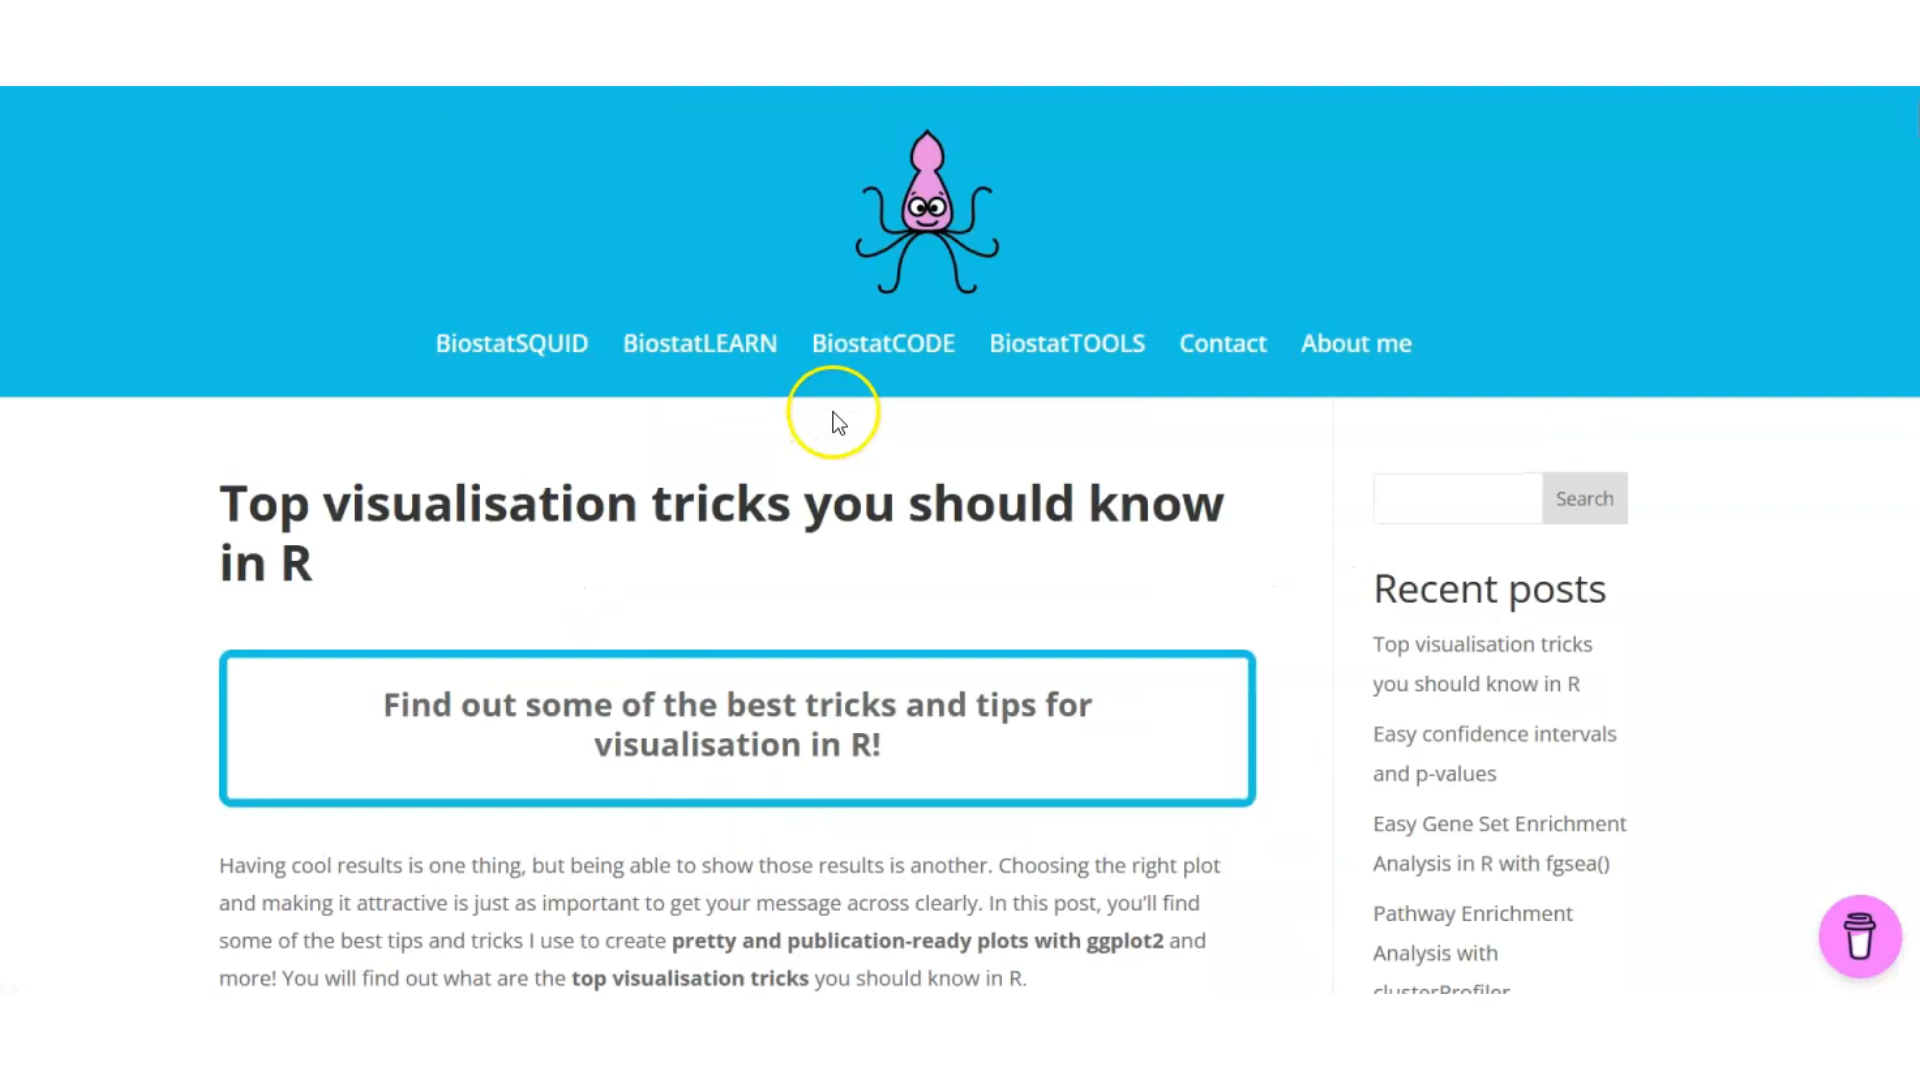 BiostatSQUID BiostatLEARN BiostatCODE BiostatTOOLS Contact About me
Top visualisation tricks you should know
in R
Find out some of the best tricks and tips for
visualisation in R!
Having cool results is one thing, but being able to show those results is another. Choosing the right plot
and making it attractive is just as important to get your message across clearly. In this post, you'll find
some of the best tips and tricks I use to create pretty and publication-ready plots with ggplot2 and
more! You will find out what are the top visualisation tricks you should know in R.
Search
Recent posts
Top visualisation tricks
you should know in R
Easy confidence intervals
and p-values
Easy Gene Set Enrichment
Analysis in R with fgsea()
Pathway Enrichment
Analysis with
clusterProfiler